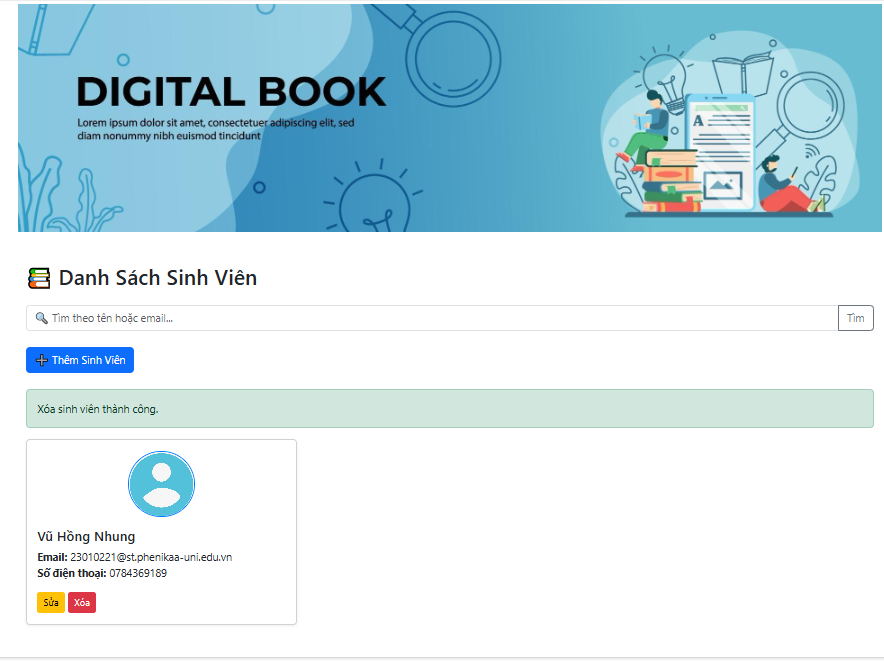 DIGITAL BOOK
Lorem ipsum dolor sit amet, consectetuer adipiscing elit, sed
diam nonummy nibh euismod tincidunt
A
Danh Sách Sinh Viên
Tìm theo tên hoặc email...
Tìm
Thêm Sinh Viên
Xóa sinh viên thành công.
Vũ Hồng Nhung
Email: 23010221@st.phenikaa-uni.edu.vn
Số điện thoại: 0784369189
Sửa Xóa